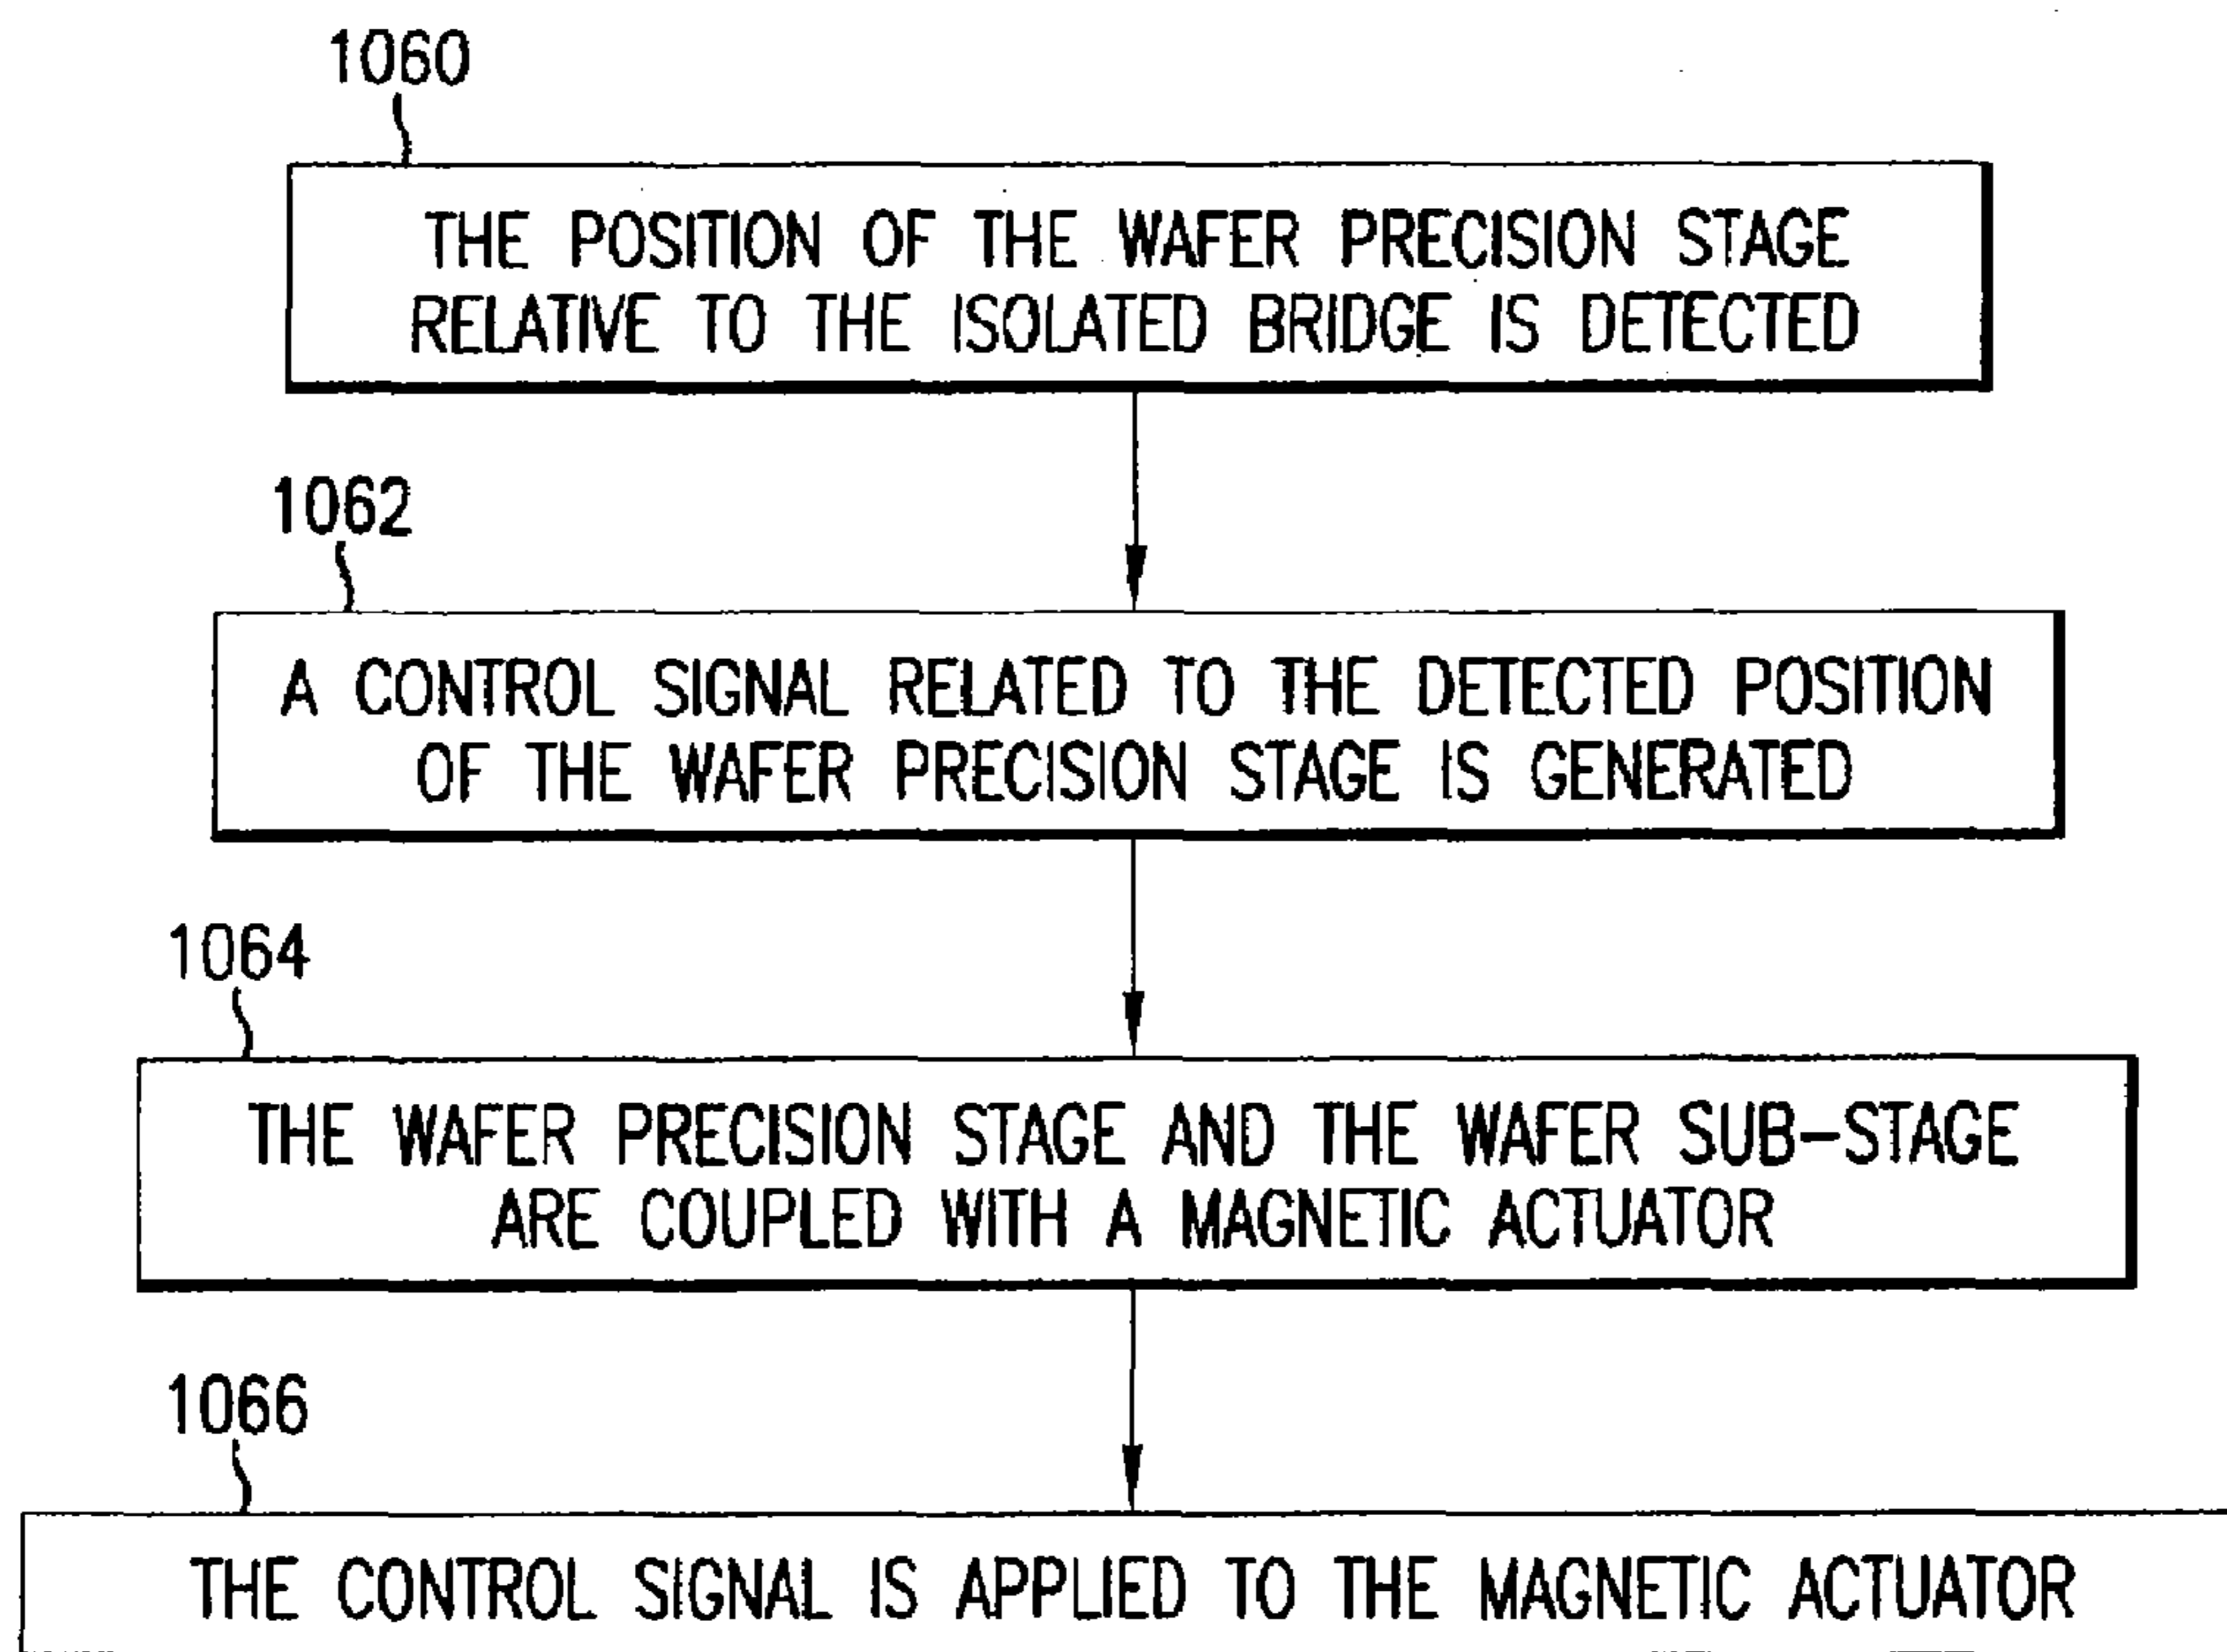 1060
THE POSITION OF THE WAFER PRECISION STAGE
RELATIVE TO THE ISOLATED BRIDGE IS DETECTED
1062
A CONTROL SIGNAL RELATED TO THE DETECTED POSITION
OF THE WAFER PRECISION STAGE IS GENERATED
1064
THE WAFER PRECISION STAGE AND THE WAFER SUB-STAGE
ARE COUPLED WITH A MAGNETIC ACTUATOR
1066
THE CONTROL SIGNAL IS APPLIED TO THE MAGNETIC ACTUATOR